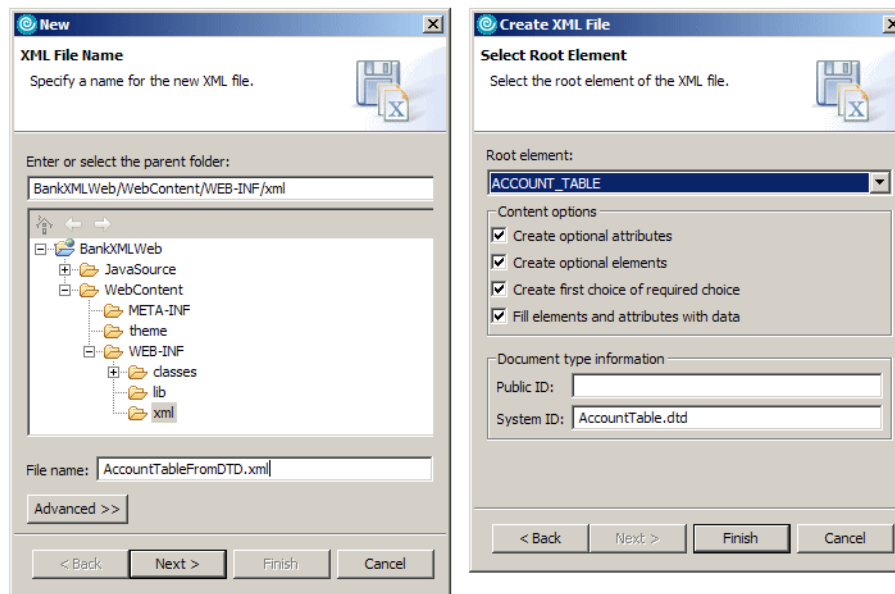 New
XML File Name
Specify a name for the new XML file.
Enter or select the parent folder:
BankXMLWeb/WebContent/WEB-INF/xml
BankXMLWeb
JavaSource
WebContent
META-INF
theme
WEB-INF
classes
lib
xml
File name: AccountTableFromDTD.xml
Advanced >>
< Back Next > Finish Cancel
Create XML File
Select Root Element
Select the root element of the XML file.
Root element:
ACCOUNT_TABLE
Content options
Create optional attributes
Create optional elements
Create first choice of required choice
Fill elements and attributes with data
Document type information
Public ID:
System ID: AccountTable.dtd
< Back Next > Finish Cancel